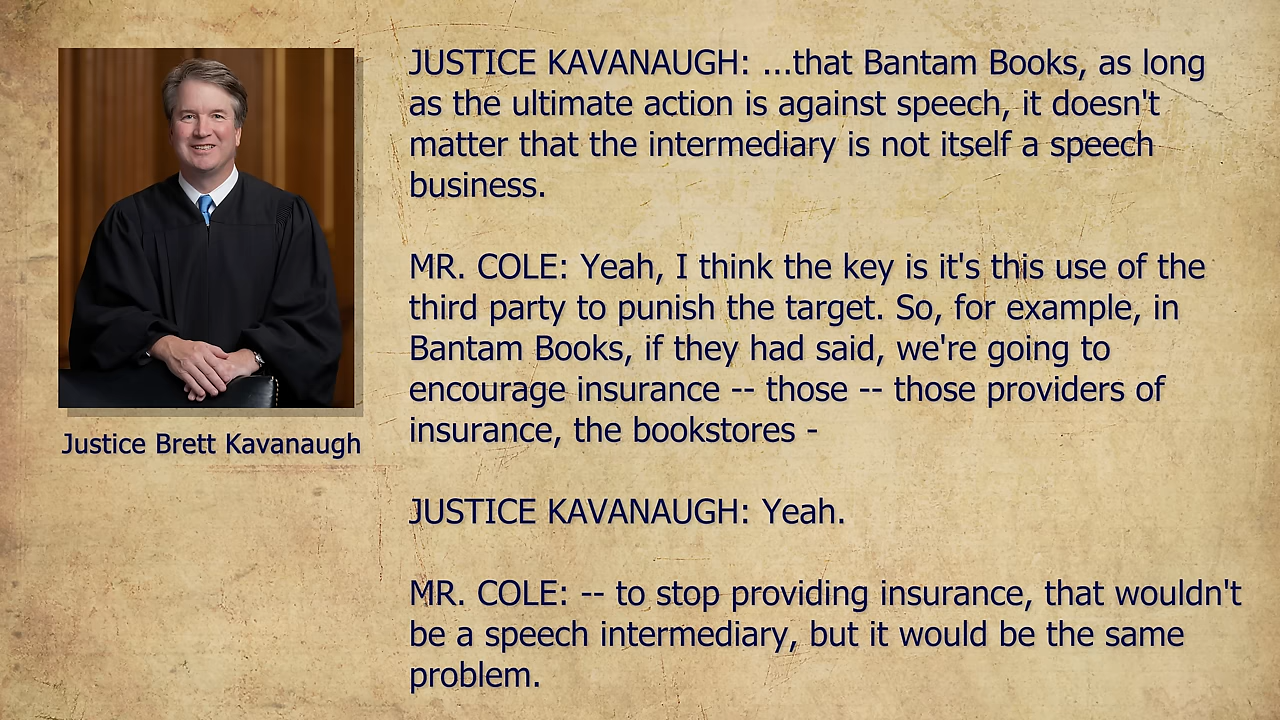 JUSTICE KAVANAUGH: ...that Bantam Books, as long
as the ultimate action is against speech, it doesn't
matter that the intermediary is not itself a speech
business.
MR. COLE: Yeah, I think the key is it's this use of the
third party to punish the target. So, for example, in
Bantam Books, if they had said, we're going to
encourage insurance -- those -- those providers of
insurance, the bookstores -
JUSTICE KAVANAUGH: Yeah.
MR. COLE: -- to stop providing insurance, that wouldn't
be a speech intermediary, but it would be the same
problem.
Justice Brett Kavanaugh